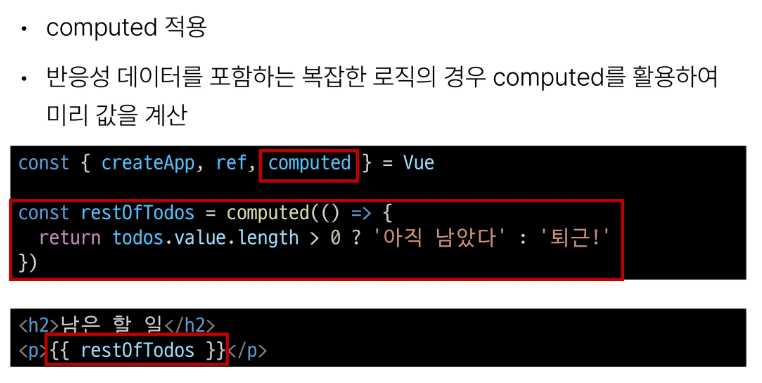 • computed 적용
• 반응성 데이터를 포함하는 복잡한 로직의 경우 computed를 활용하여
미리 값을 계산
const { createApp, ref, computed } = Vue
const restOfTodos = computed(() => {
  return todos.value.length > 0 ? '아직 남았다' : '퇴근!'
})
<h2>남은 할 일</h2>
<p>{{ restOfTodos }}</p>